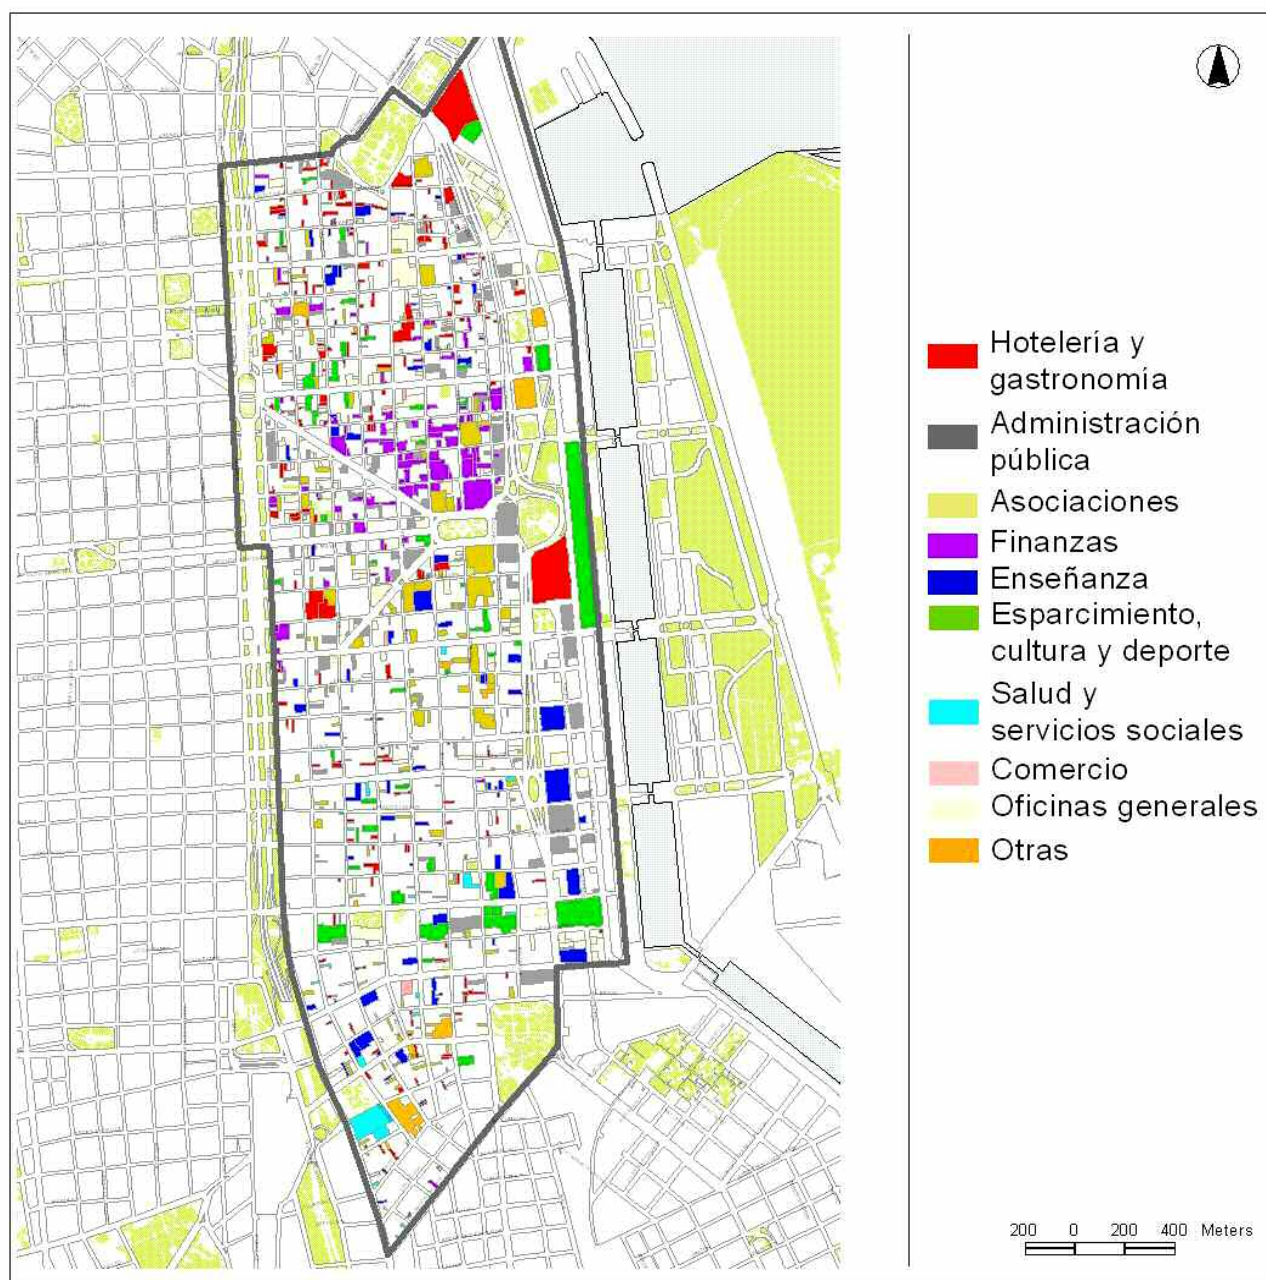 Hotelería y
gastronomía
Administración
pública
Asociaciones
Finanzas
Enseñanza
Esparcimiento,
cultura y deporte
Salud y
servicios sociales
Comercio
Oficinas generales
Otras
200 0 200 400 Meters